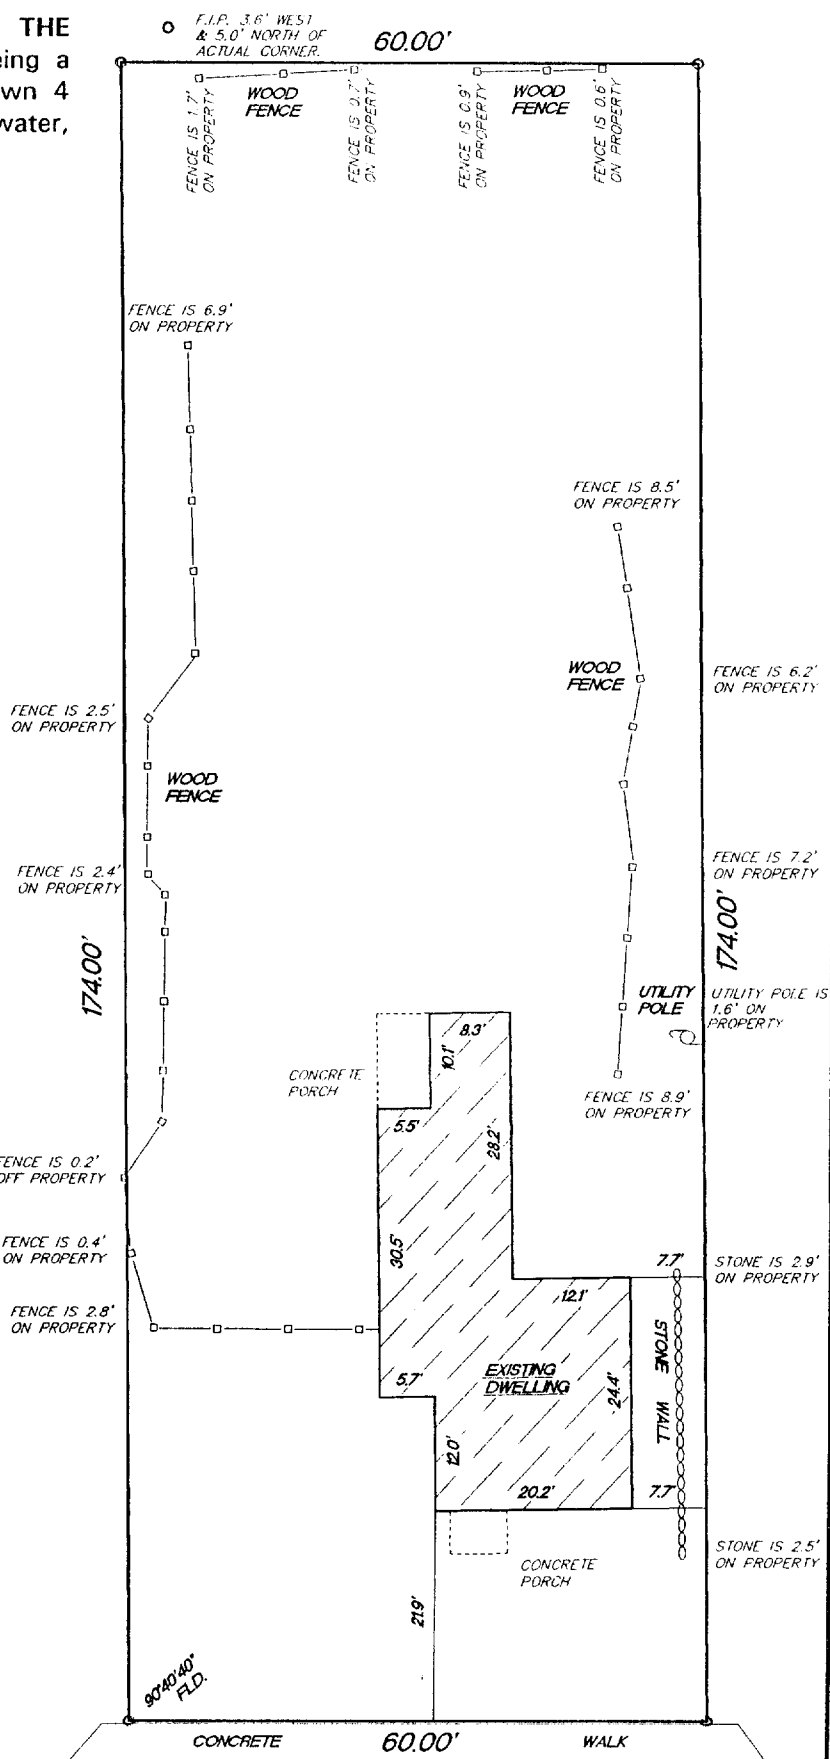 THE
eing a
own 4
water,
F.I.P. 3.6' WEST
& 5.0' NORTH OF
ACTUAL CORNER.
60.00'
FENCE IS 1.7'
ON PROPERTY
WOOD
FENCE
FENCE IS 0.7'
ON PROPERTY
FENCE IS 0.9'
ON PROPERTY
WOOD
FENCE
FENCE IS 0.6'
ON PROPERTY
FENCE IS 6.9'
ON PROPERTY
FENCE IS 8.5'
ON PROPERTY
WOOD
FENCE
FENCE IS 6.2'
ON PROPERTY
FENCE IS 2.5'
ON PROPERTY
WOOD
FENCE
FENCE IS 2.4'
ON PROPERTY
FENCE IS 7.2'
ON PROPERTY
174.00'
174.00'
UTILITY
POLE
UTILITY POLE IS
1.6' ON
PROPERTY
8.3'
10.1'
CONCRETE
PORCH
FENCE IS 8.9'
ON PROPERTY
5.5'
28.2'
FENCE IS 0.2'
OFF PROPERTY
FENCE IS 0.4'
ON PROPERTY
30.5'
7.7'
STONE IS 2.9'
ON PROPERTY
12.1'
FENCE IS 2.8'
ON PROPERTY
STONE WALL
EXISTING
DWELLING
5.7'
24.4'
12.0'
20.2'
7.7'
STONE IS 2.5'
ON PROPERTY
CONCRETE
PORCH
21.9'
90°40'40"
FLD.
CONCRETE 60.00' WALK